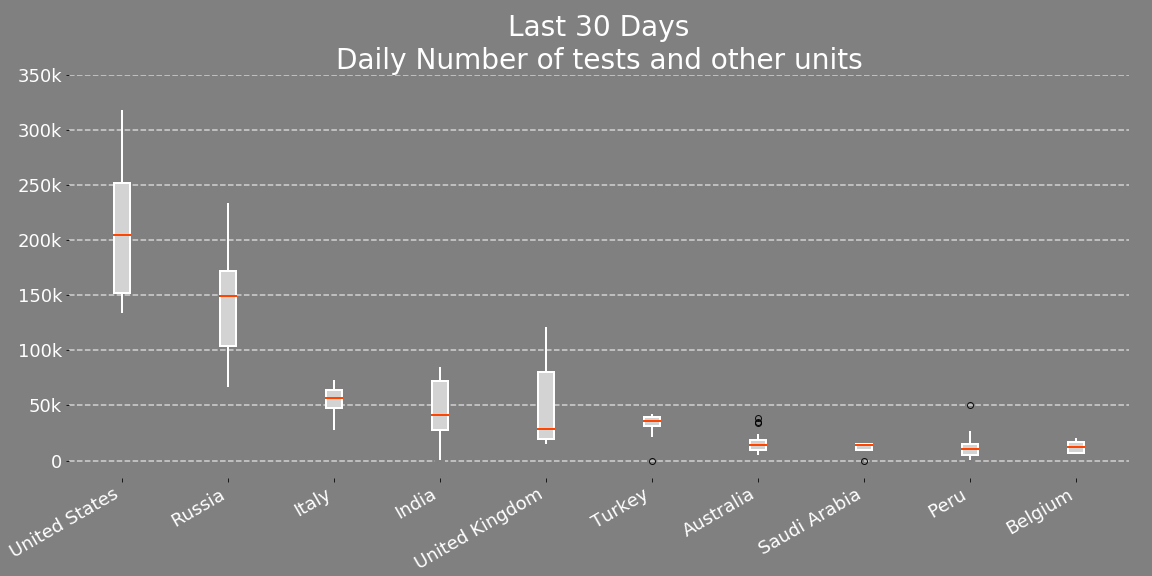 Last 30 Days
Daily Number of tests and other units
350k
300k
250k
200k
150k
100k
50k
0
United States
Russia
Italy
India
United Kingdom
Turkey
Australia
Saudi Arabia
Peru
Belgium